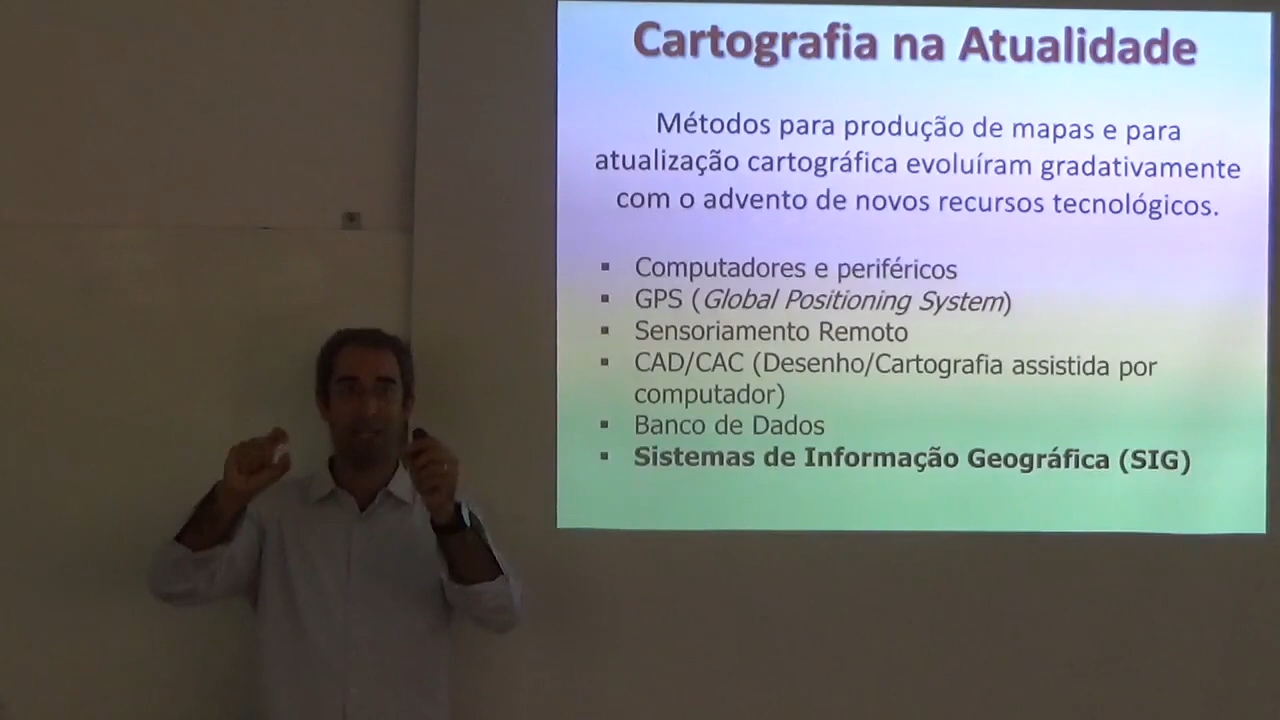 Cartografia na Atualidade
Métodos para produção de mapas e para
atualização cartográfica evoluíram gradativamente
com o advento de novos recursos tecnológicos.
▪ Computadores e periféricos
▪ GPS (Global Positioning System)
▪ Sensoriamento Remoto
▪ CAD/CAC (Desenho/Cartografia assistida por
computador)
▪ Banco de Dados
▪ Sistemas de Informação Geográfica (SIG)